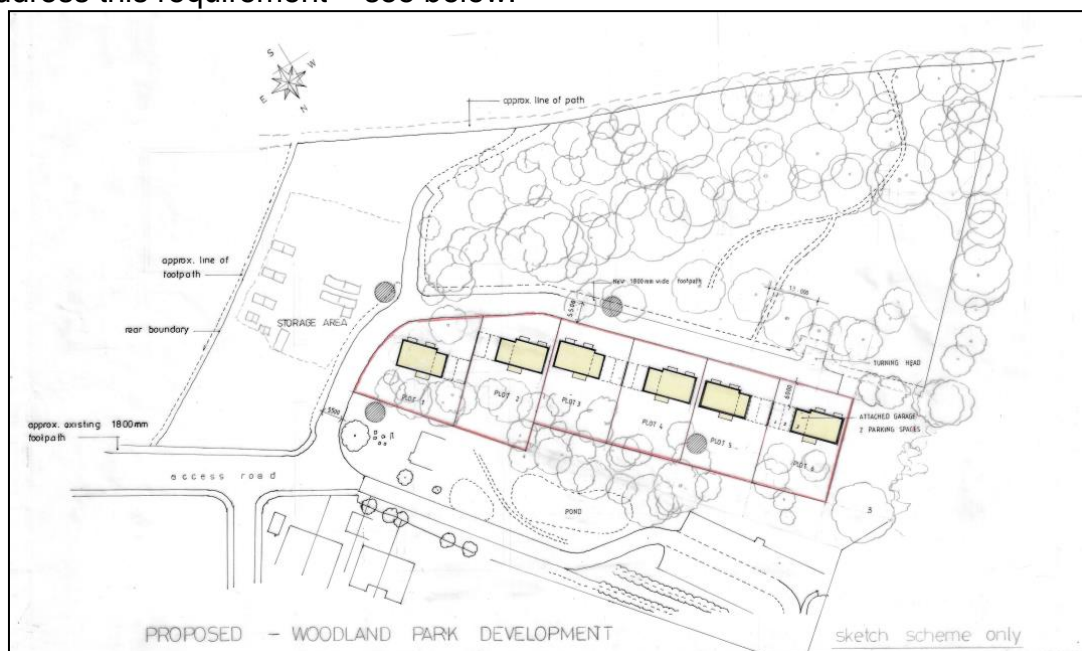 address this requirement – see below:
S
W
E
N
approx. line of path
approx. line of
footpath
rear boundary
STORAGE AREA
new 1800mm wide footpath
5500
TURNING HEAD
6000
ATTACHED GARAGE
2 PARKING SPACES
PLOT 1
PLOT 2
PLOT 3
PLOT 4
PLOT 5
PLOT 6
5500
approx. existing 1800mm
footpath
access road
POND
3
PROPOSED - WOODLAND PARK DEVELOPMENT
sketch scheme only